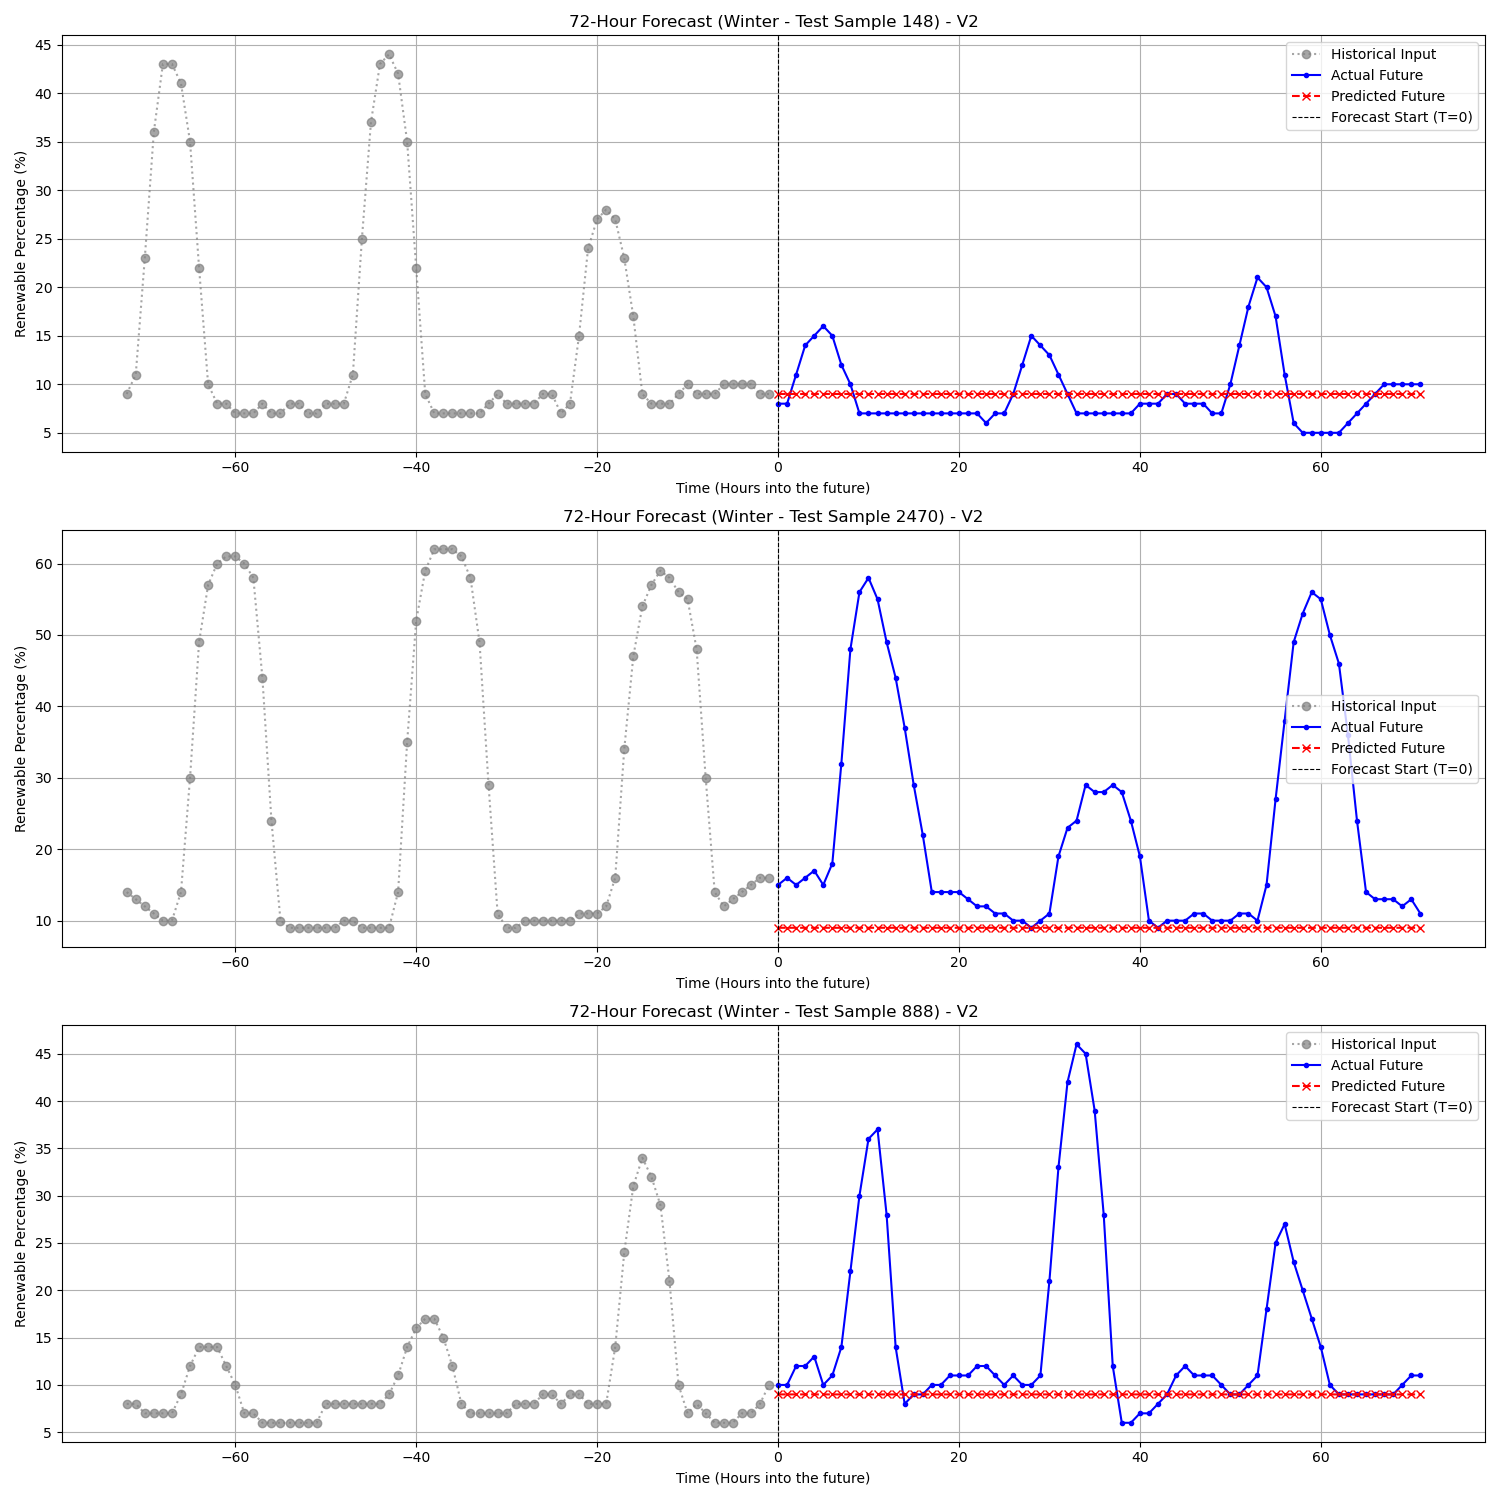 72-Hour Forecast (Winter - Test Sample 148) - V2
45
40
35
30
25
20
15
10
5
Renewable Percentage (%)
Historical Input
Actual Future
Predicted Future
Forecast Start (T=0)
−60
−40
−20
0
20
40
60
Time (Hours into the future)
72-Hour Forecast (Winter - Test Sample 2470) - V2
60
50
40
30
20
10
Renewable Percentage (%)
Historical Input
Actual Future
Predicted Future
Forecast Start (T=0)
−60
−40
−20
0
20
40
60
Time (Hours into the future)
72-Hour Forecast (Winter - Test Sample 888) - V2
45
40
35
30
25
20
15
10
5
Renewable Percentage (%)
Historical Input
Actual Future
Predicted Future
Forecast Start (T=0)
−60
−40
−20
0
20
40
60
Time (Hours into the future)